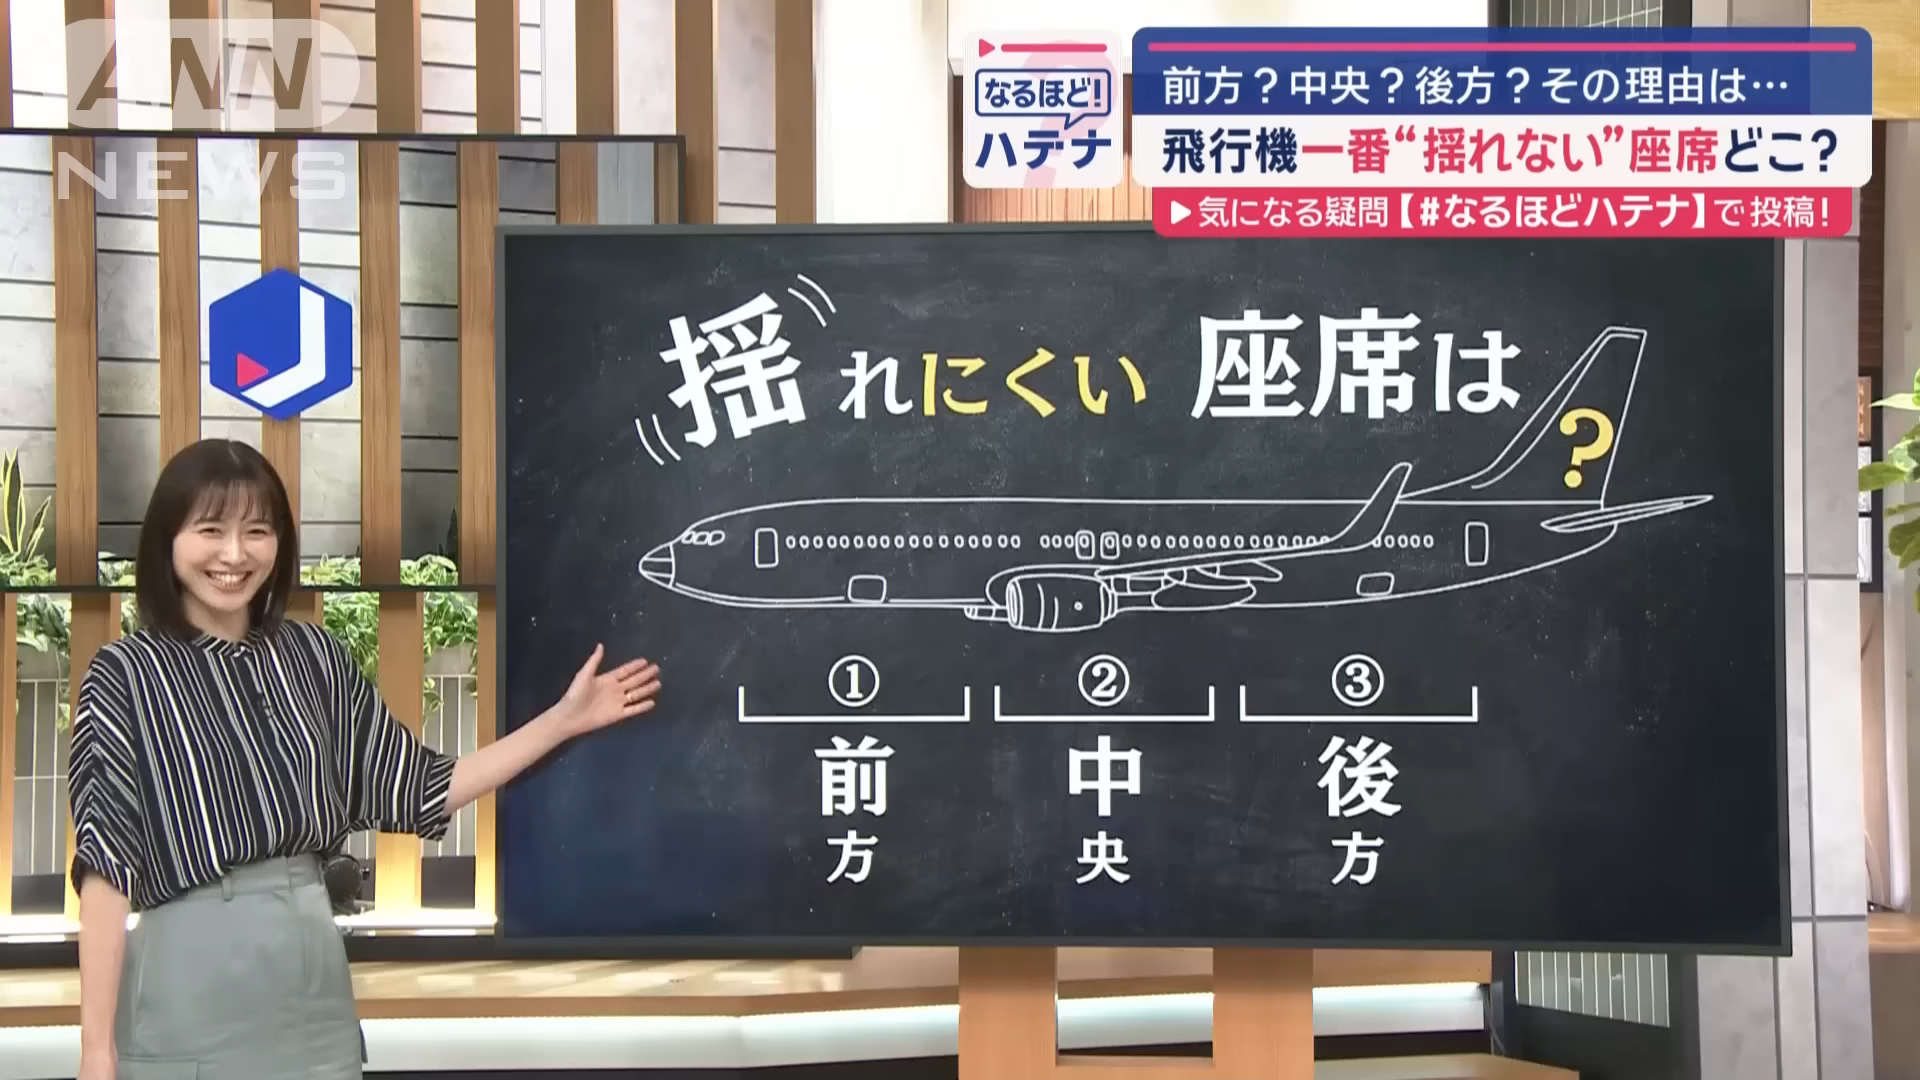 ANN
NEWS
なるほど!
ハテナ
前方？中央？後方？その理由は…
飛行機一番“揺れない”座席どこ？
▶気になる疑問【#なるほどハテナ】で投稿！
揺れにくい座席は
?
① ② ③
前方 中央 後方